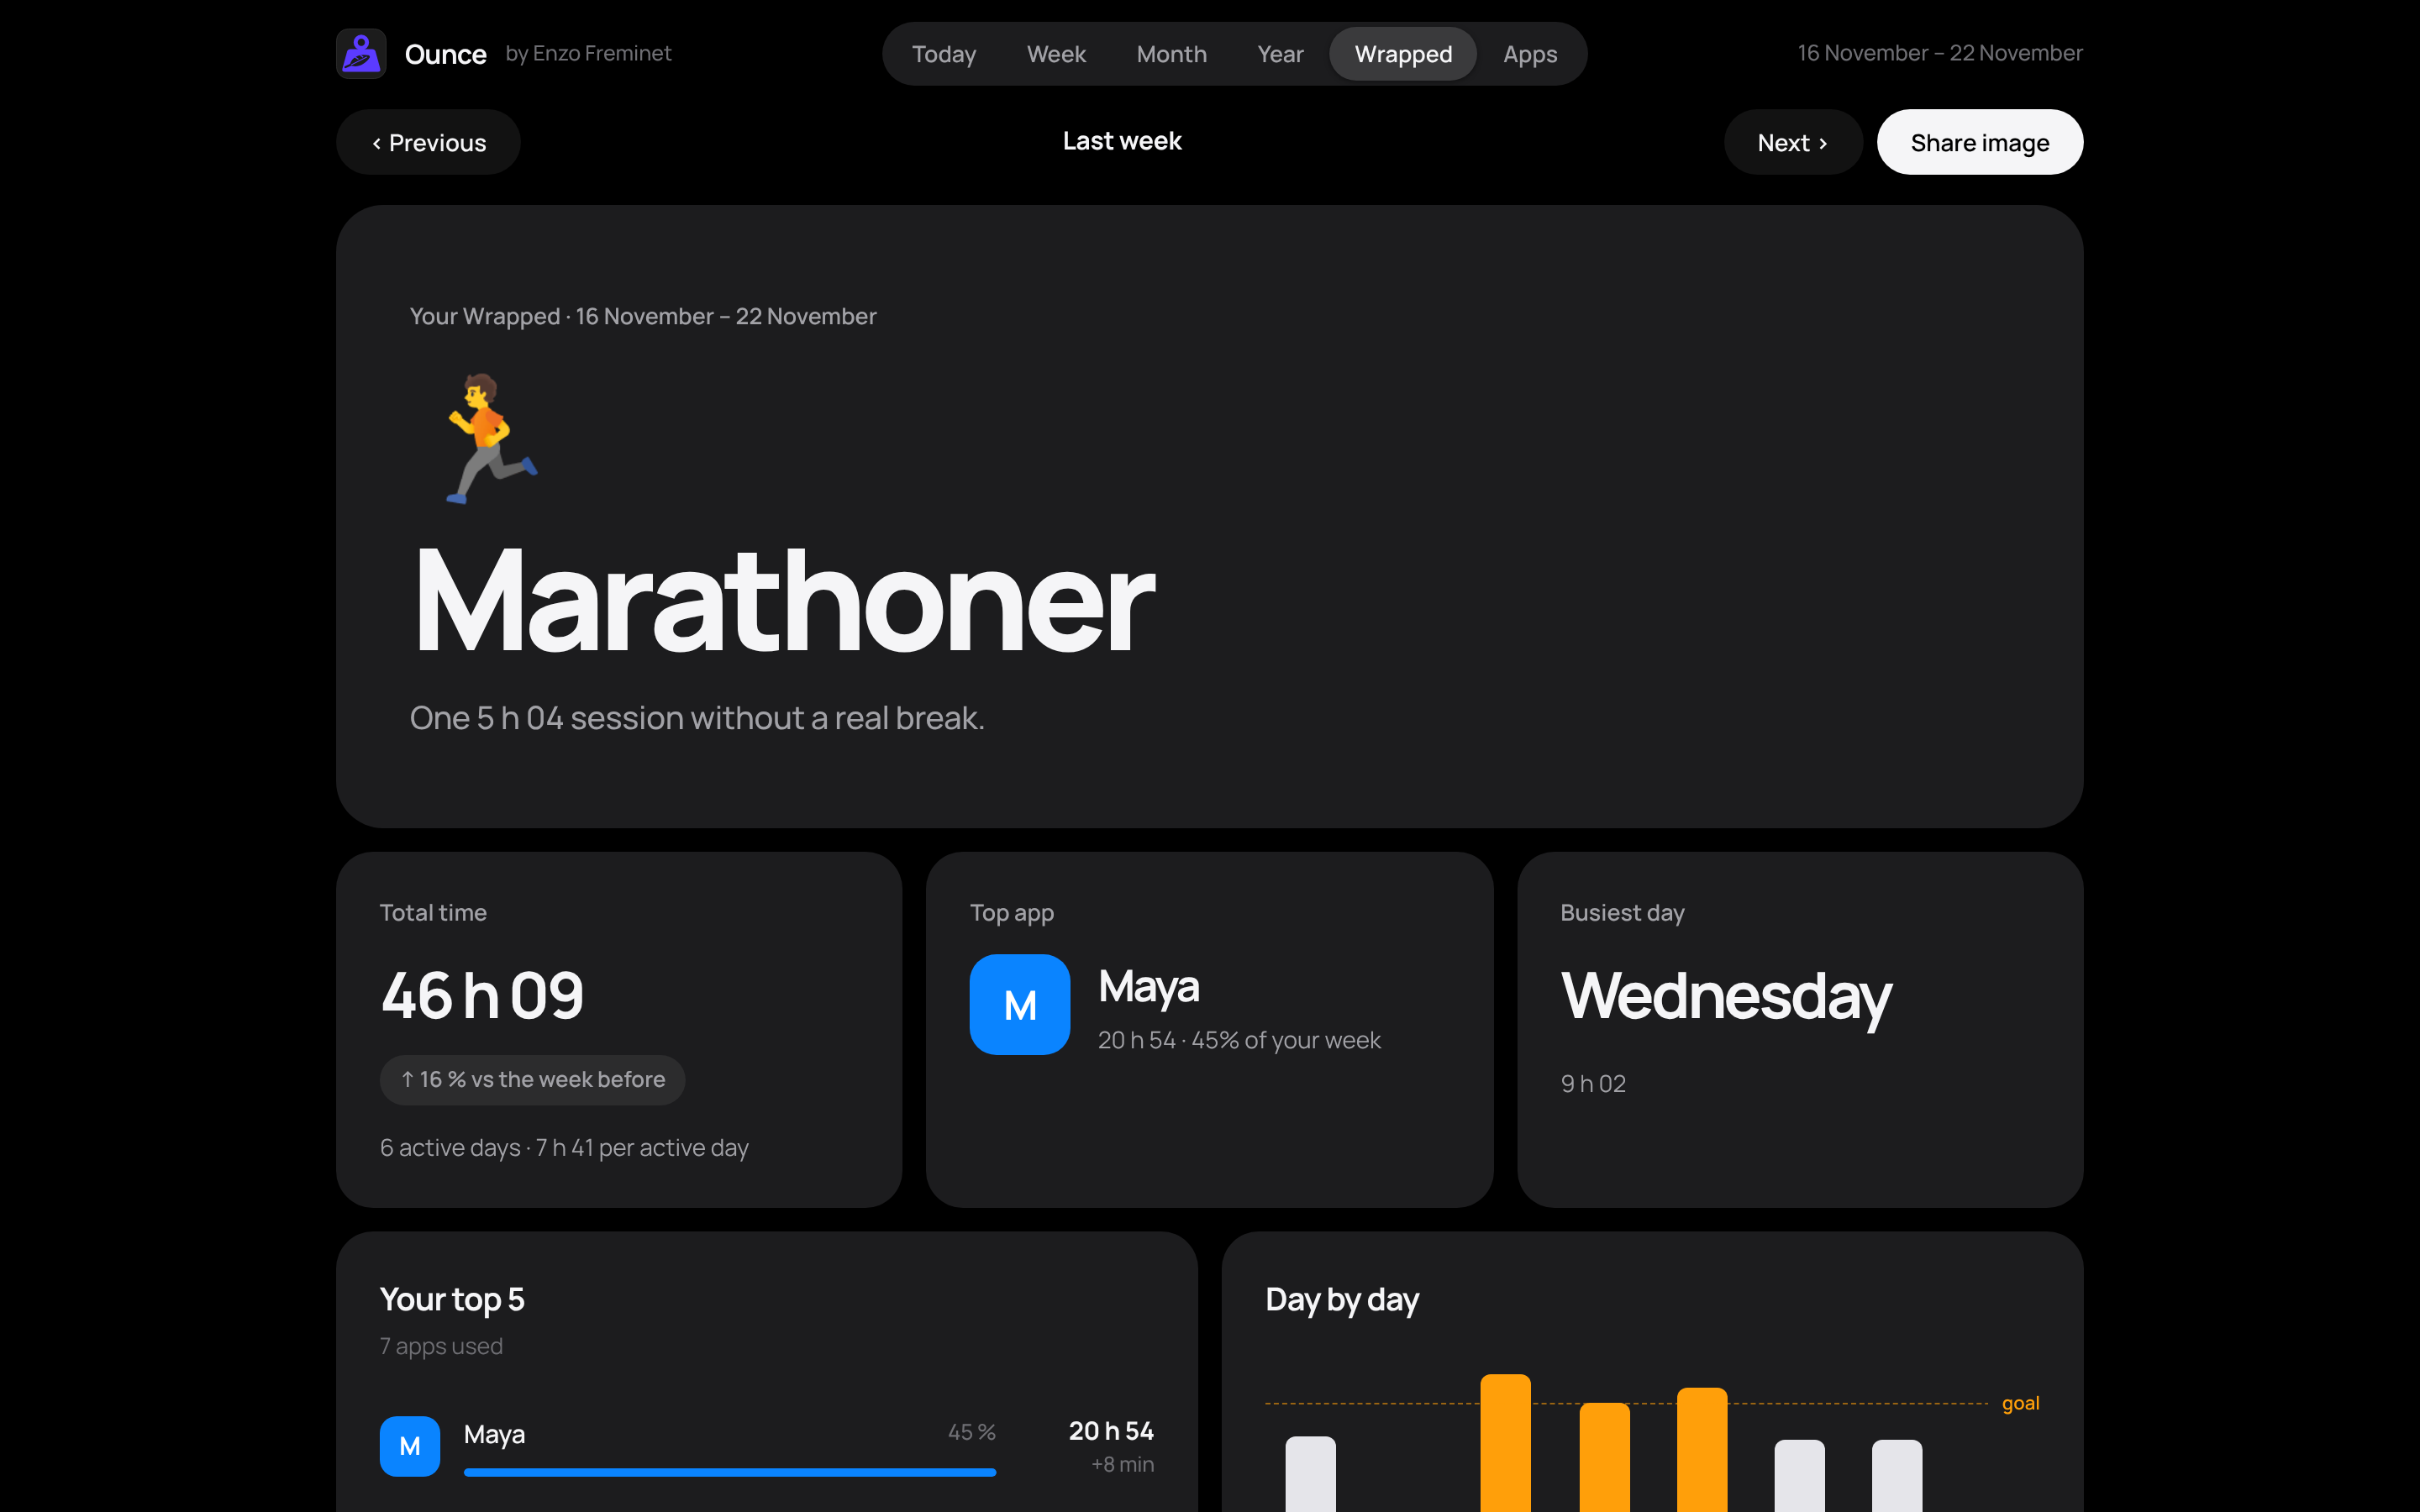 Ounce by Enzo Freminet
Today Week Month Year Wrapped Apps
16 November – 22 November
‹ Previous
Last week
Next ›
Share image
Your Wrapped · 16 November – 22 November
Marathoner
One 5 h 04 session without a real break.
Total time
46 h 09
↑ 16 % vs the week before
6 active days · 7 h 41 per active day
Top app
M
Maya
20 h 54 · 45% of your week
Busiest day
Wednesday
9 h 02
Your top 5
7 apps used
M
Maya
45 %
20 h 54
+8 min
Day by day
goal